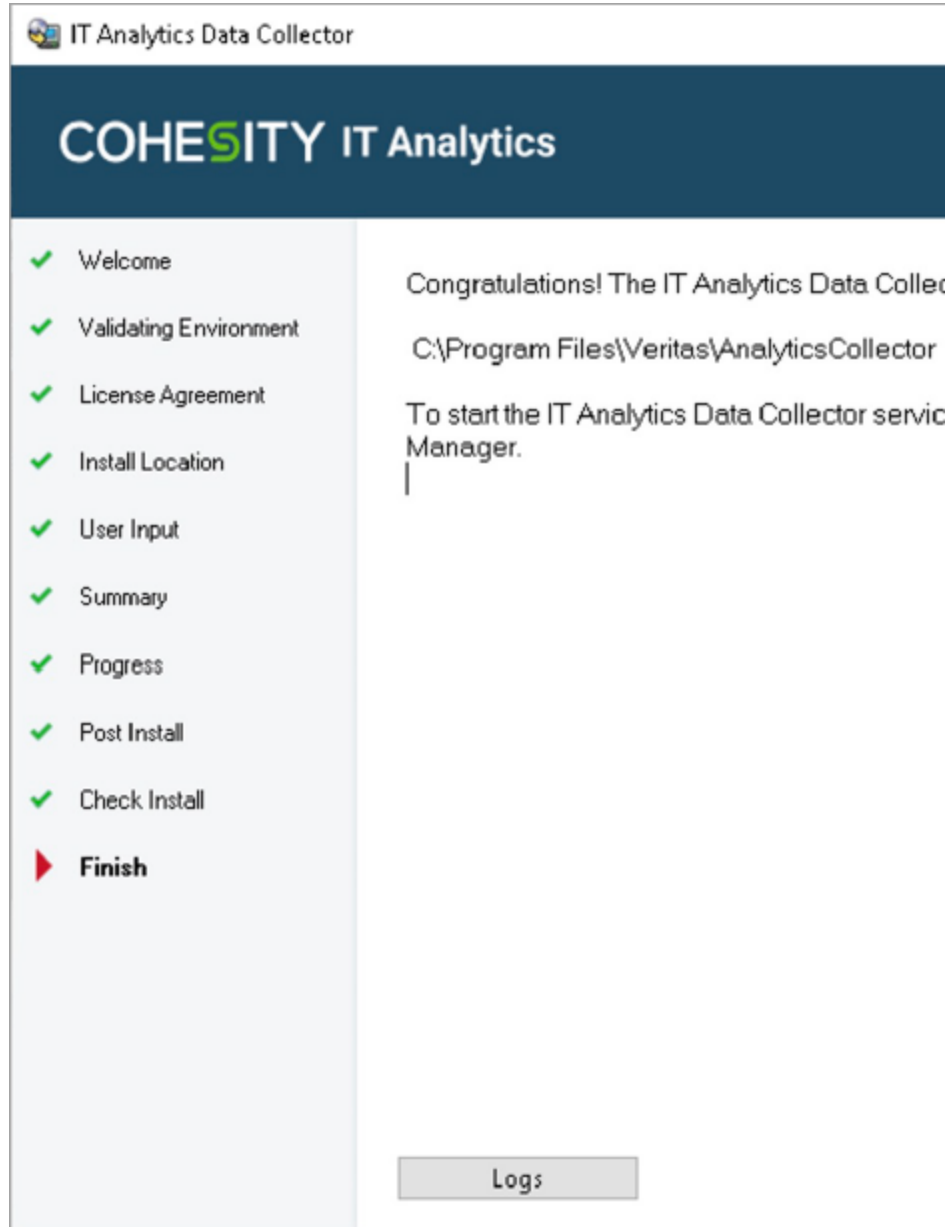 IT Analytics Data Collector
COHESITY IT Analytics
Welcome
Validating Environment
License Agreement
Install Location
User Input
Summary
Progress
Post Install
Check Install
Finish
Congratulations! The IT Analytics Data
C:\Program Files\Veritas\AnalyticsCollector
To start the IT Analytics Data Collector
Manager.
Logs